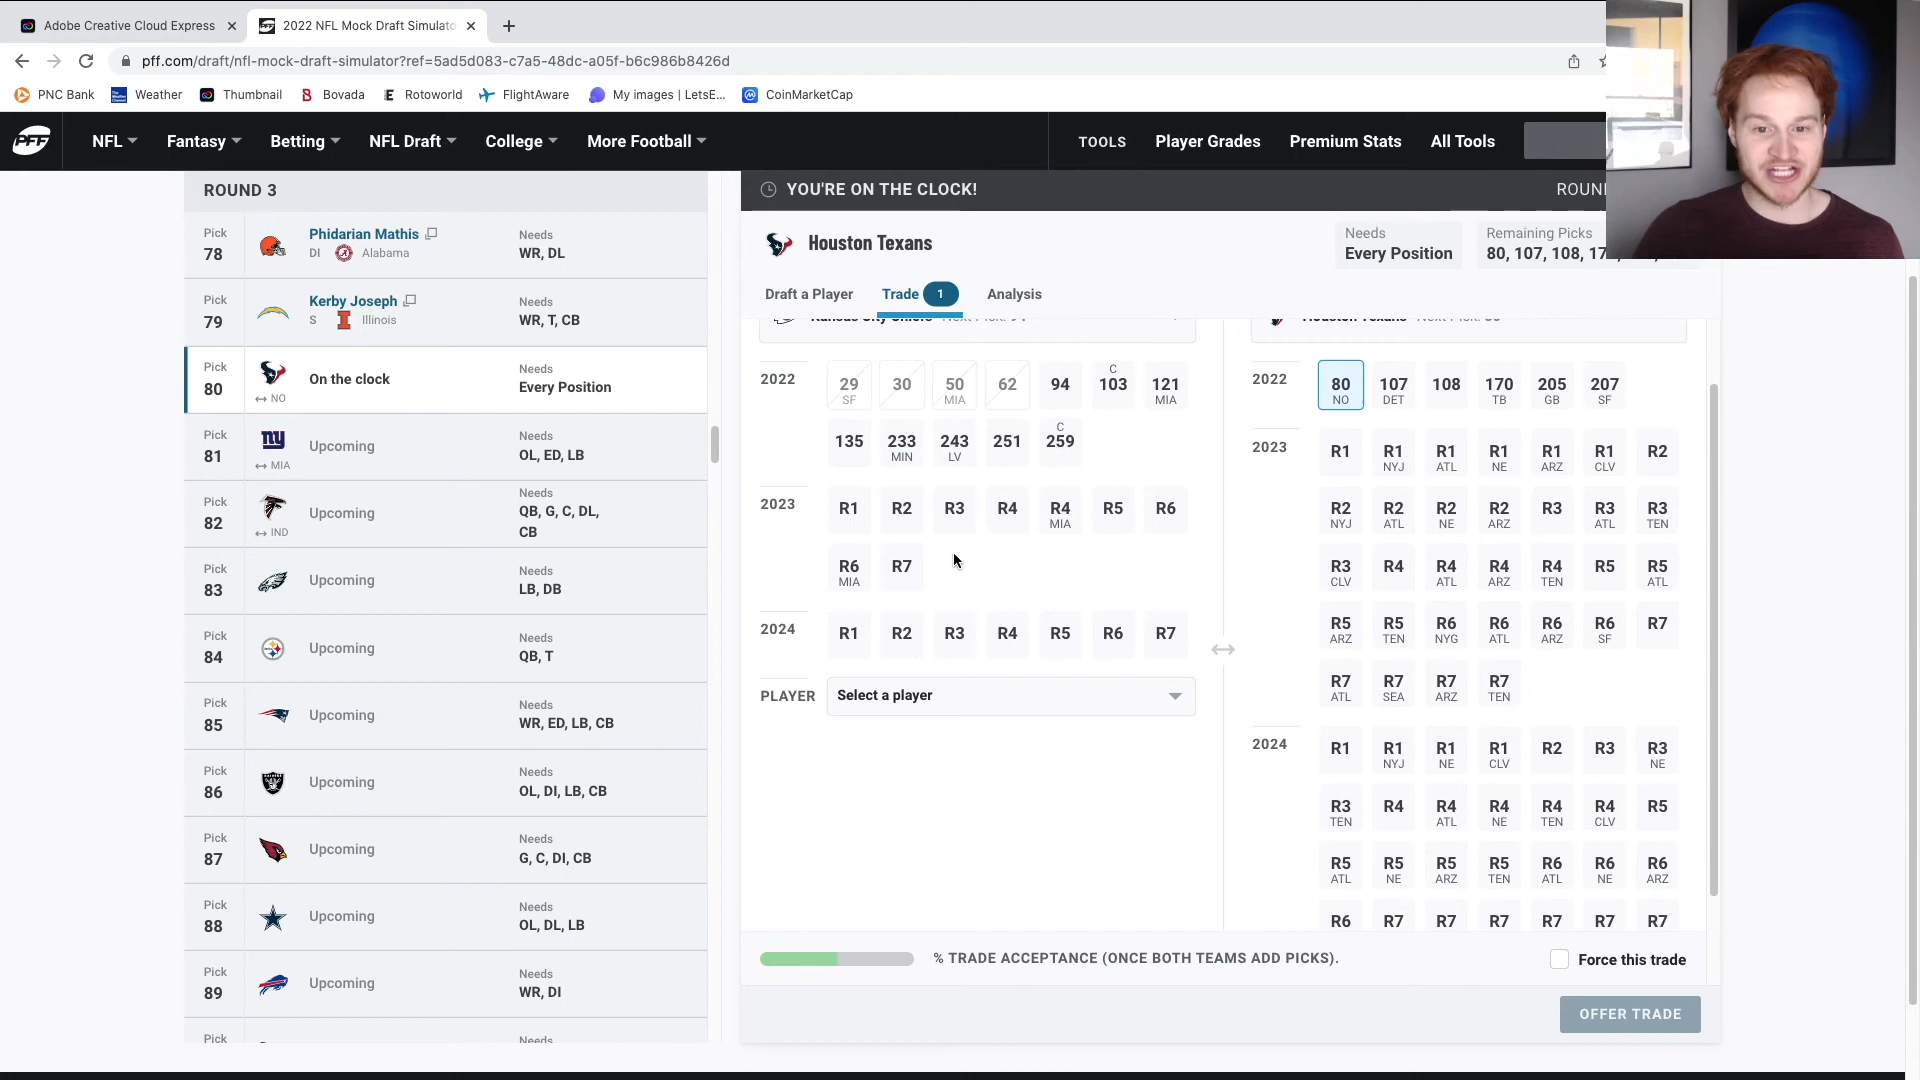 Adobe Creative Cloud Express
2022 NFL Mock Draft Simulato
pff.com/draft/nfl-mock-draft-simulator?ref=5ad5d083-c7a5-48dc-a05f-b6c986b8426d
PNC Bank Weather Thumbnail Bovada Rotoworld FlightAware My images | LetsE... CoinMarketCap
PFF NFL Fantasy Betting NFL Draft College More Football TOOLS Player Grades Premium Stats All Tools
ROUND 3
Pick 78
Phidarian Mathis
DI Alabama
Needs
WR, DL
Pick 79
Kerby Joseph
S Illinois
Needs
WR, T, CB
Pick 80
NO
On the clock
Needs
Every Position
Pick 81
MIA
Upcoming
Needs
OL, ED, LB
Pick 82
IND
Upcoming
Needs
QB, G, C, DL,
CB
Pick 83
Upcoming
Needs
LB, DB
Pick 84
Upcoming
Needs
QB, T
Pick 85
Upcoming
Needs
WR, ED, LB, CB
Pick 86
Upcoming
Needs
OL, DI, LB, CB
Pick 87
Upcoming
Needs
G, C, DI, CB
Pick 88
Upcoming
Needs
OL, DL, LB
Pick 89
Upcoming
Needs
WR, DI
Pick
Needs
YOU'RE ON THE CLOCK! ROUN
Houston Texans
Needs
Every Position
Remaining Picks
80, 107, 108, 17
Draft a Player Trade 1 Analysis
2022
29 SF 30 50 MIA 62 94 C 103 121 MIA
135 233 MIN 243 LV 251 C 259
2023
R1 R2 R3 R4 R4 MIA R5 R6
R6 MIA R7
2024
R1 R2 R3 R4 R5 R6 R7
PLAYER Select a player
2022
80 NO 107 DET 108 170 TB 205 GB 207 SF
2023
R1 R1 NYJ R1 ATL R1 NE R1 ARZ R1 CLV R2
R2 NYJ R2 ATL R2 NE R2 ARZ R3 R3 ATL R3 TEN
R3 CLV R4 R4 ATL R4 ARZ R4 TEN R5 R5 ATL
R5 ARZ R5 TEN R6 NYG R6 ATL R6 ARZ R6 SF R7
R7 ATL R7 SEA R7 ARZ R7 TEN
2024
R1 R1 NYJ R1 NE R1 CLV R2 R3 R3 NE
R3 TEN R4 R4 ATL R4 NE R4 TEN R4 CLV R5
R5 ATL R5 NE R5 ARZ R5 TEN R6 ATL R6 NE R6 ARZ
R6 R7 R7 R7 R7 R7 R7
% TRADE ACCEPTANCE (ONCE BOTH TEAMS ADD PICKS).
Force this trade
OFFER TRADE